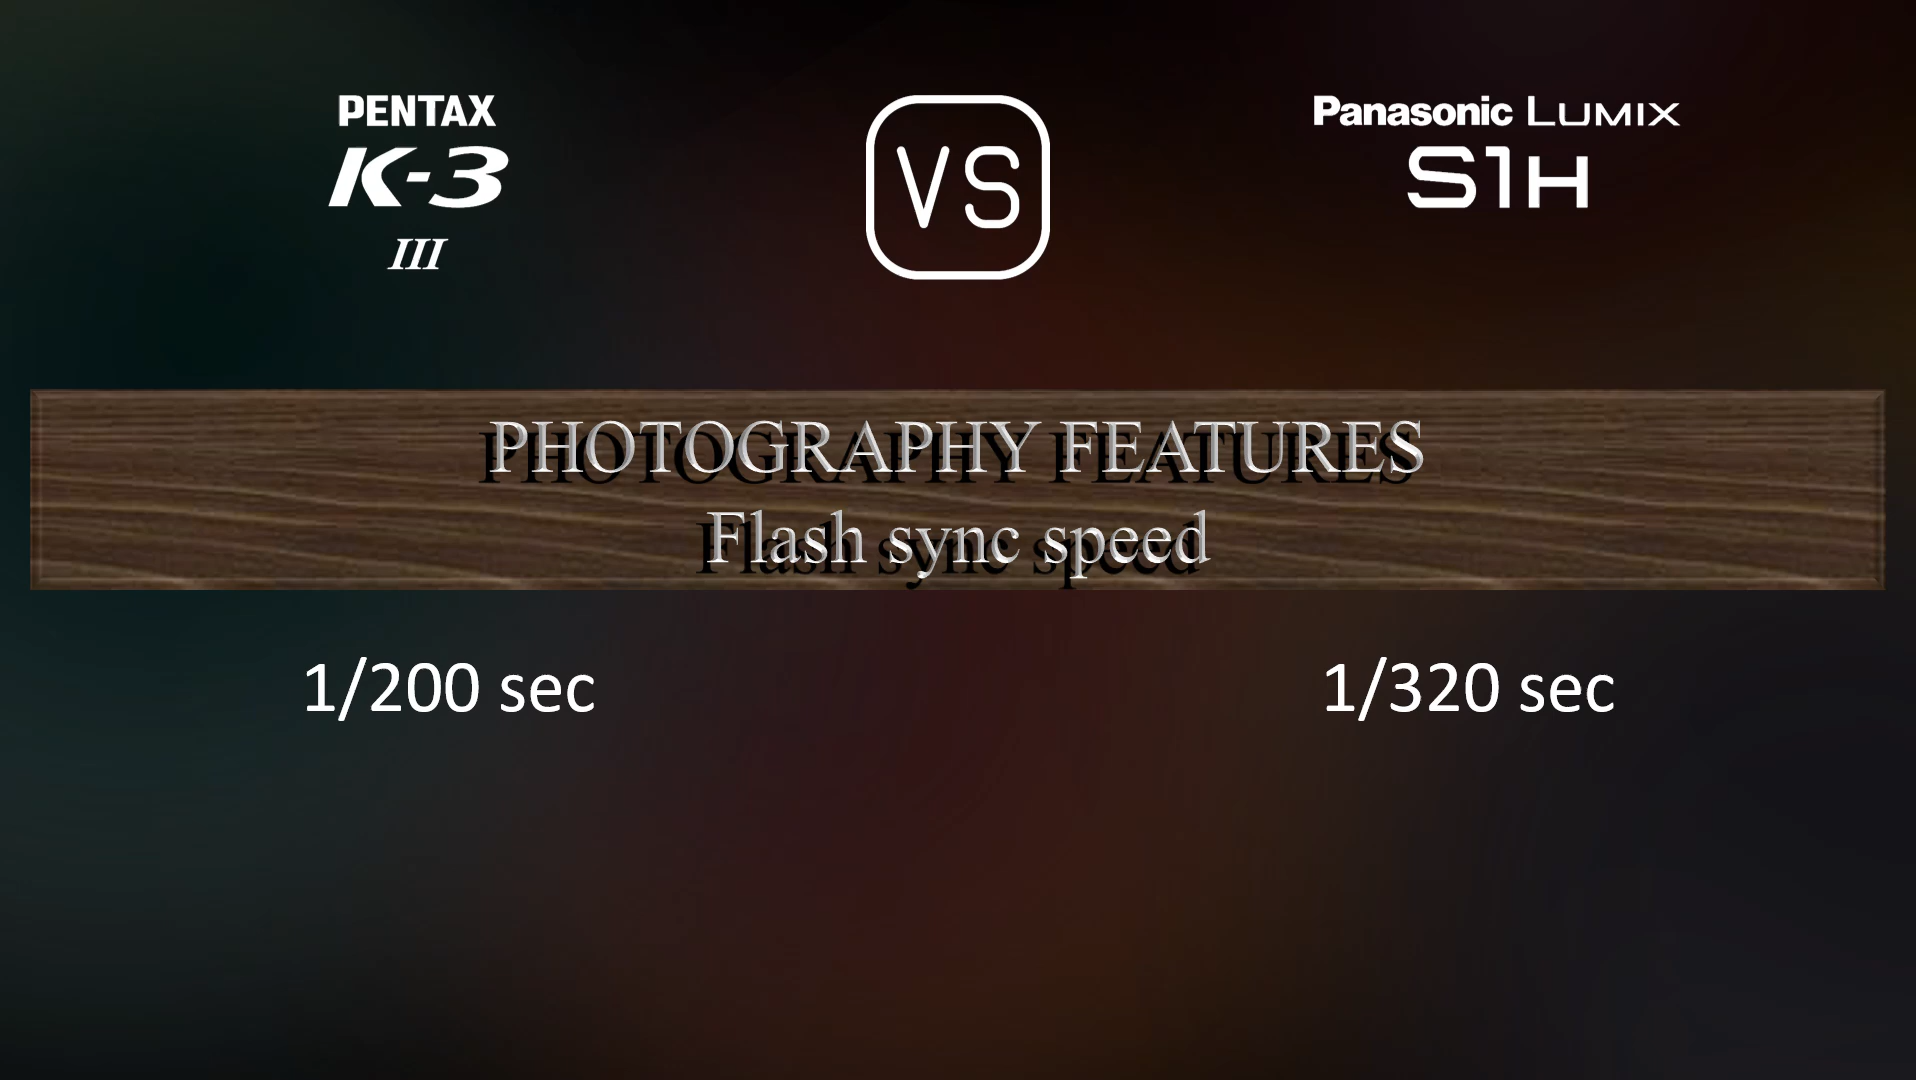 PENTAX
K-3
III
VS
Panasonic LUMIX
S1H
PHOTOGRAPHY FEATURES
Flash sync speed
1/200 sec
1/320 sec